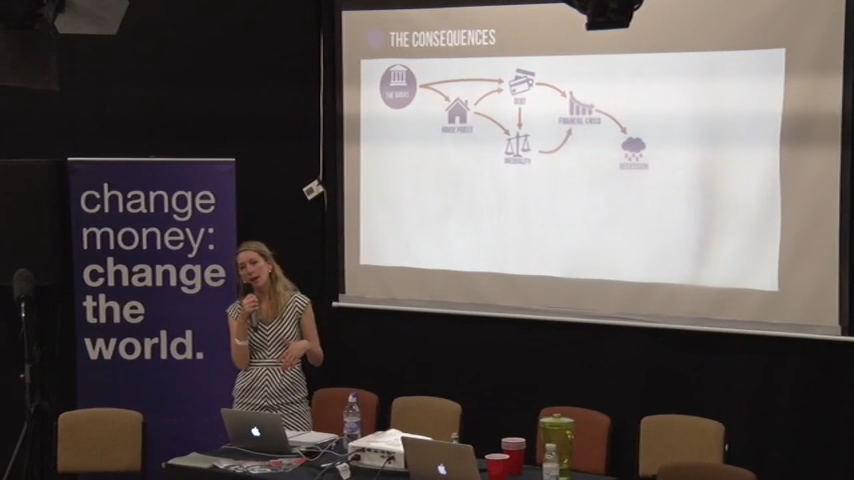 THE CONSEQUENCES
THE BANKS
DEBT
HOUSE PRICES
FINANCIAL CRISIS
INEQUALITY
RECESSION
change
money:
change
the
world.